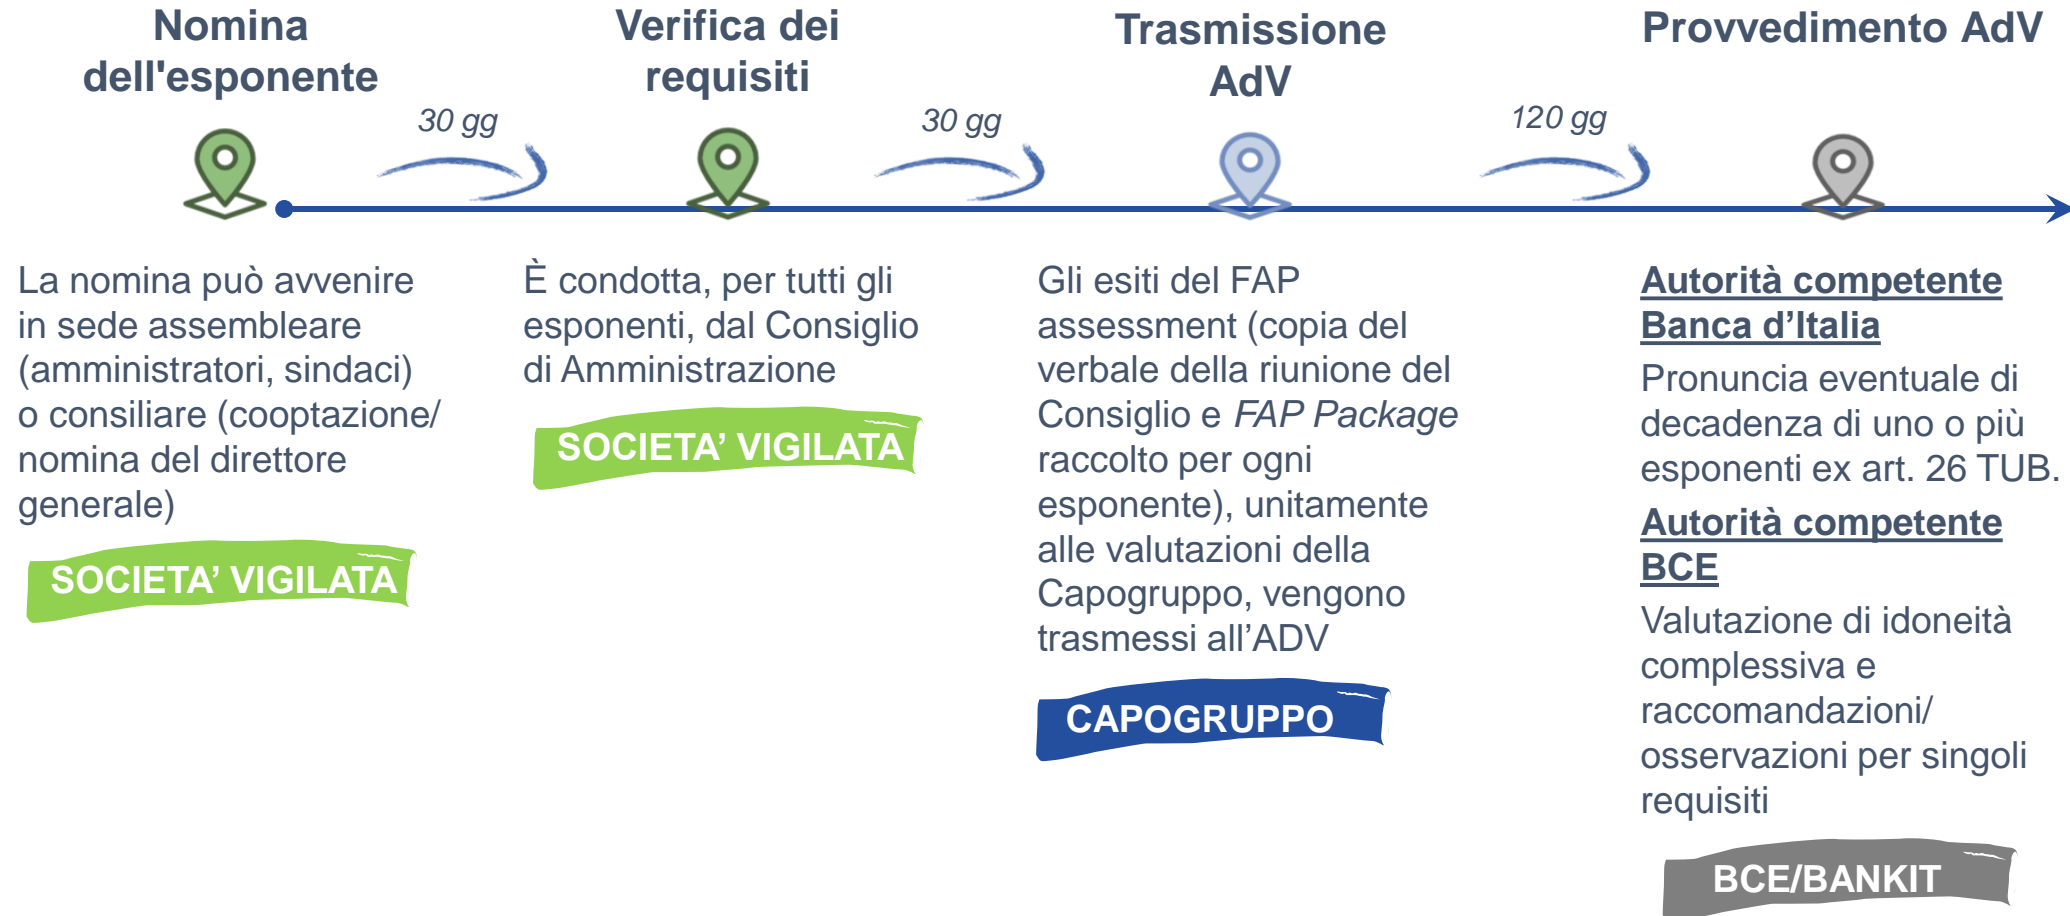 Nomina
dell'esponente
30 gg
Verifica dei
requisiti
30 gg
Trasmissione
AdV
120 gg
Provvedimento AdV
La nomina può avvenire
in sede assembleare
(amministratori, sindaci)
o consiliare (cooptazione/
nomina del direttore
generale)
SOCIETA’ VIGILATA
È condotta, per tutti gli
esponenti, dal Consiglio
di Amministrazione
SOCIETA’ VIGILATA
Gli esiti del FAP
assessment (copia del
verbale della riunione del
Consiglio e FAP Package
raccolto per ogni
esponente), unitamente
alle valutazioni della
Capogruppo, vengono
trasmessi all’ADV
CAPOGRUPPO
Autorità competente
Banca d’Italia
Pronuncia eventuale di
decadenza di uno o più
esponenti ex art. 26 TUB.
Autorità competente
BCE
Valutazione di idoneità
complessiva e
raccomandazioni/
osservazioni per singoli
requisiti
BCE/BANKIT